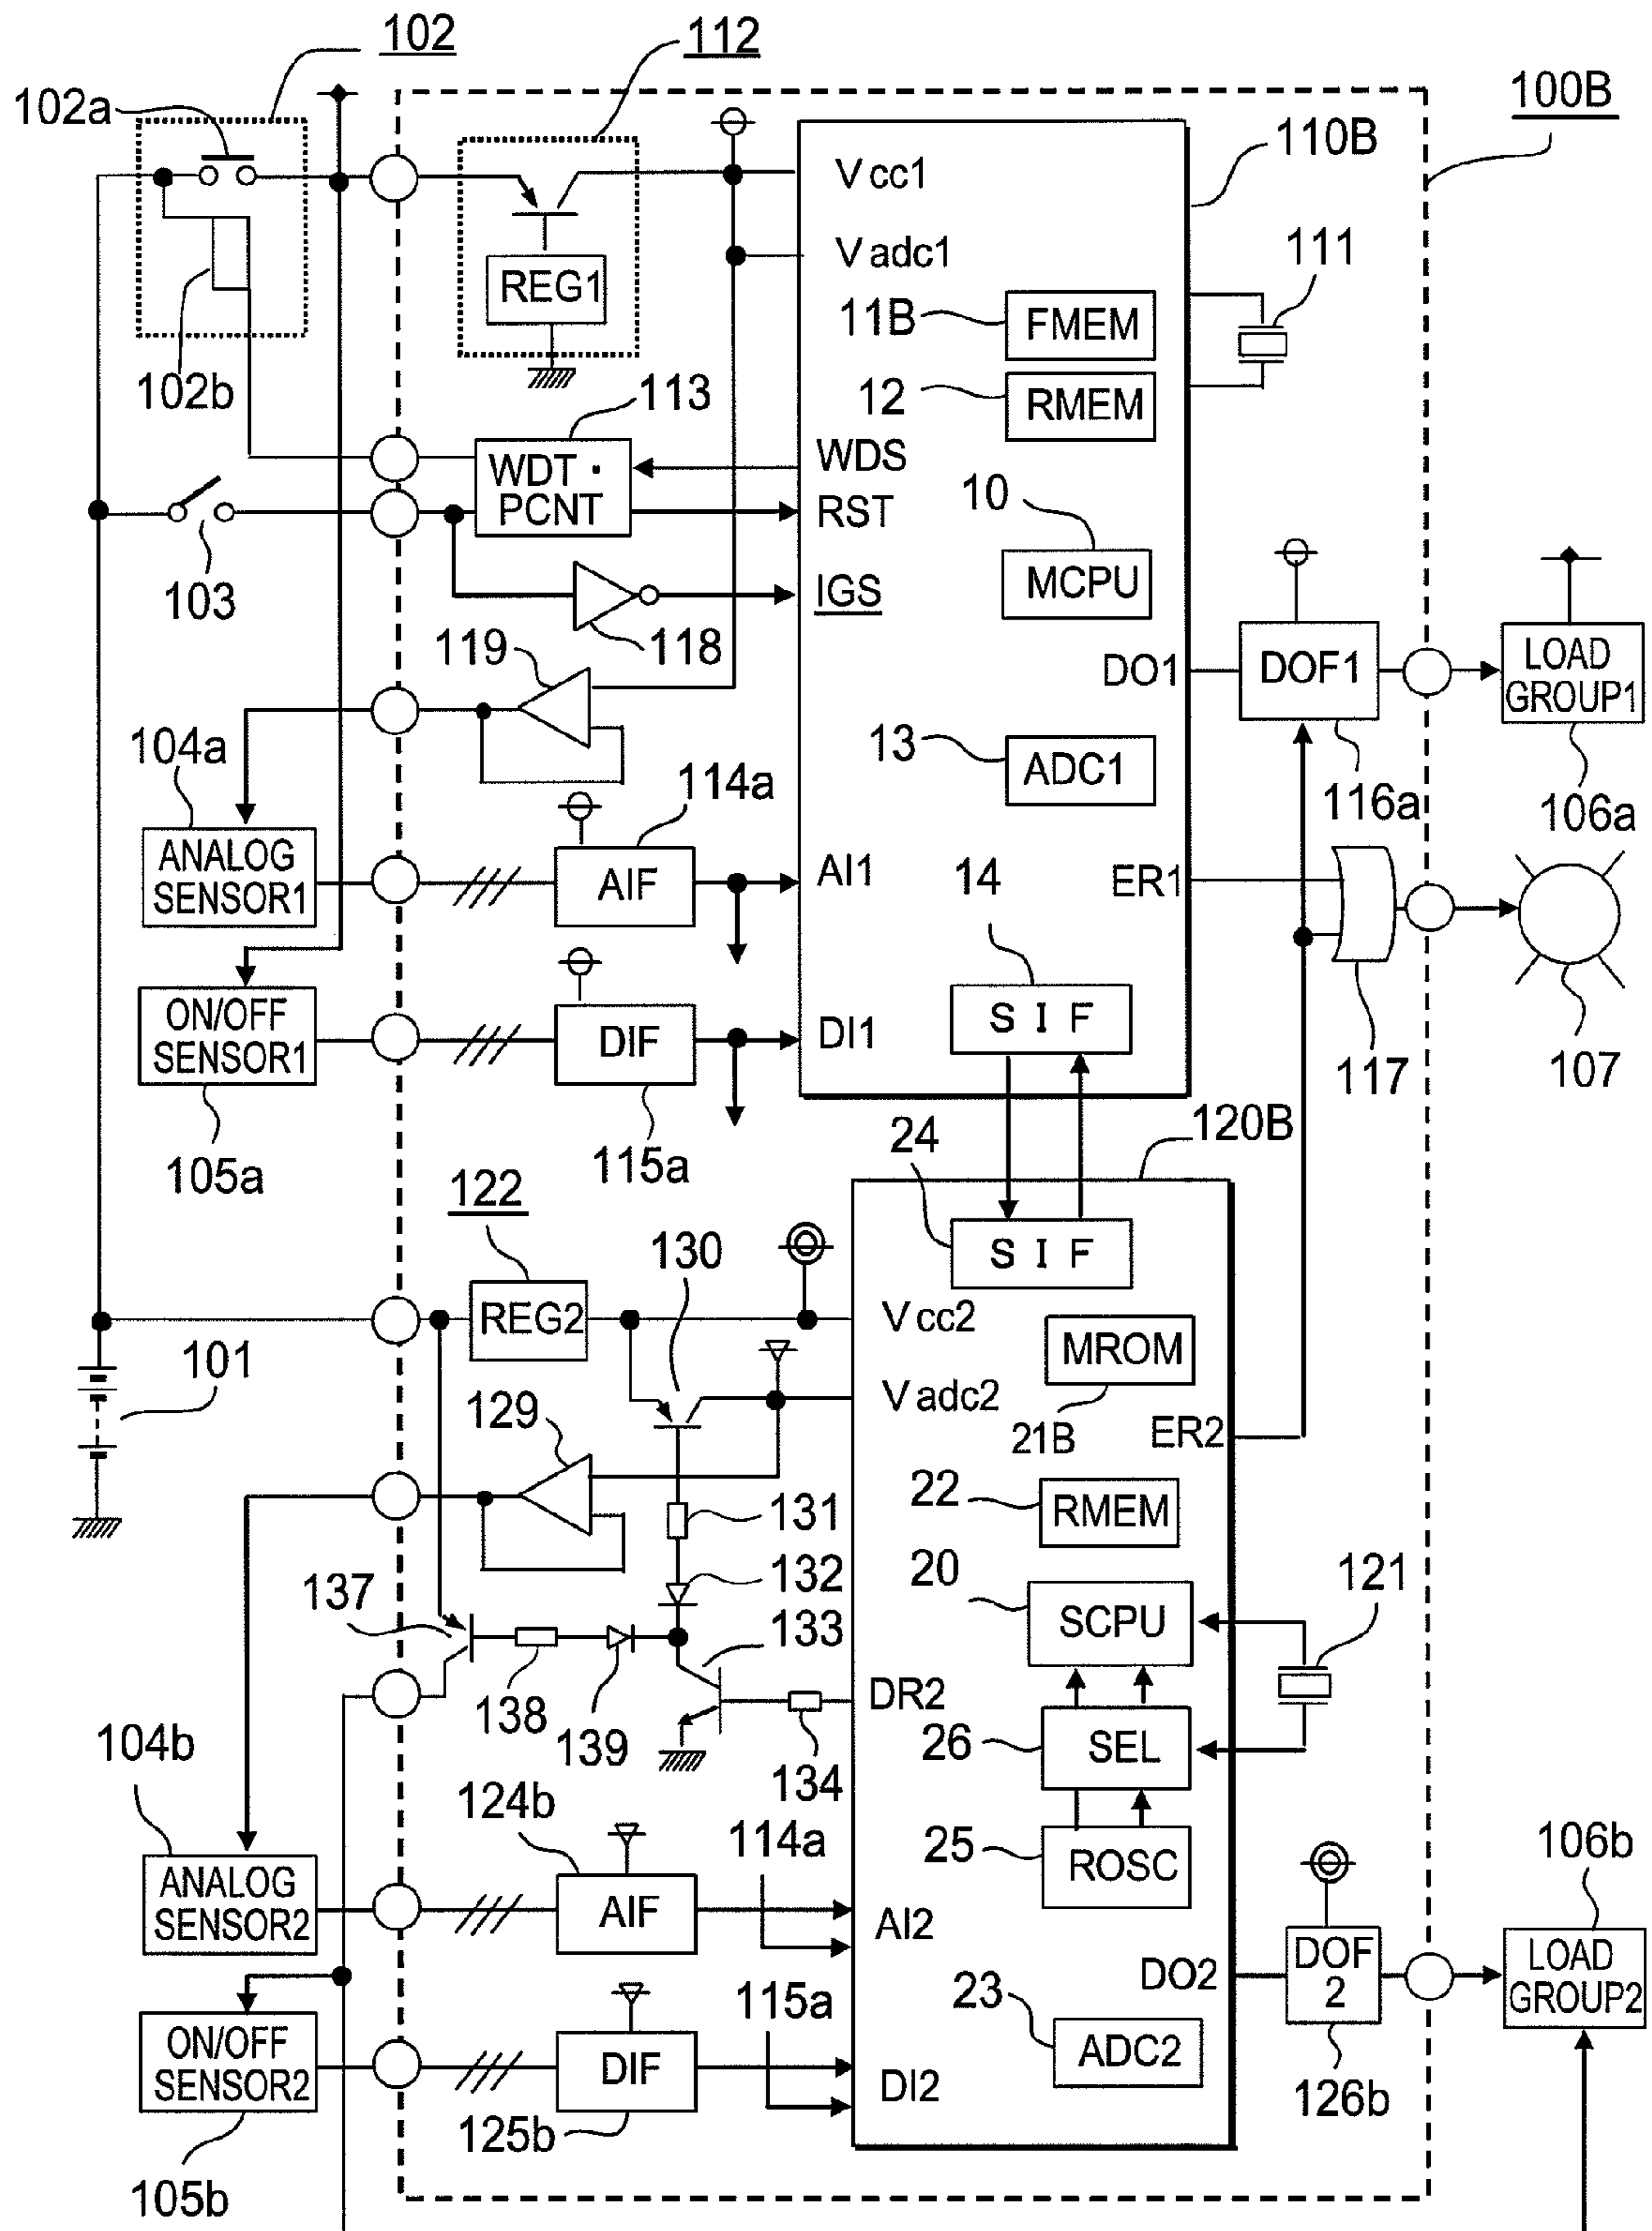 102
112
100B
102a
110B
Vcc1
Vadc1
111
REG1
11B
FMEM
12
RMEM
102b
113
WDT・
PCNT
WDS
RST
10
MCPU
103
118
IGS
119
DO1
DOF1
LOAD
GROUP1
104a
13
ADC1
114a
116a
106a
ANALOG
SENSOR1
AIF
AI1
14
ER1
ON/OFF
SENSOR1
DIF
DI1
S I F
117
107
105a
115a
24
120B
122
130
S I F
REG2
Vcc2
101
MROM
129
Vadc2
21B
ER2
131
22
RMEM
132
20
121
137
133
SCPU
138
139
134
DR2
26
SEL
104b
124b
114a
25
ROSC
106b
ANALOG
SENSOR2
AIF
AI2
DOF
2
LOAD
GROUP2
DO2
115a
23
ON/OFF
SENSOR2
DIF
DI2
ADC2
126b
125b
105b